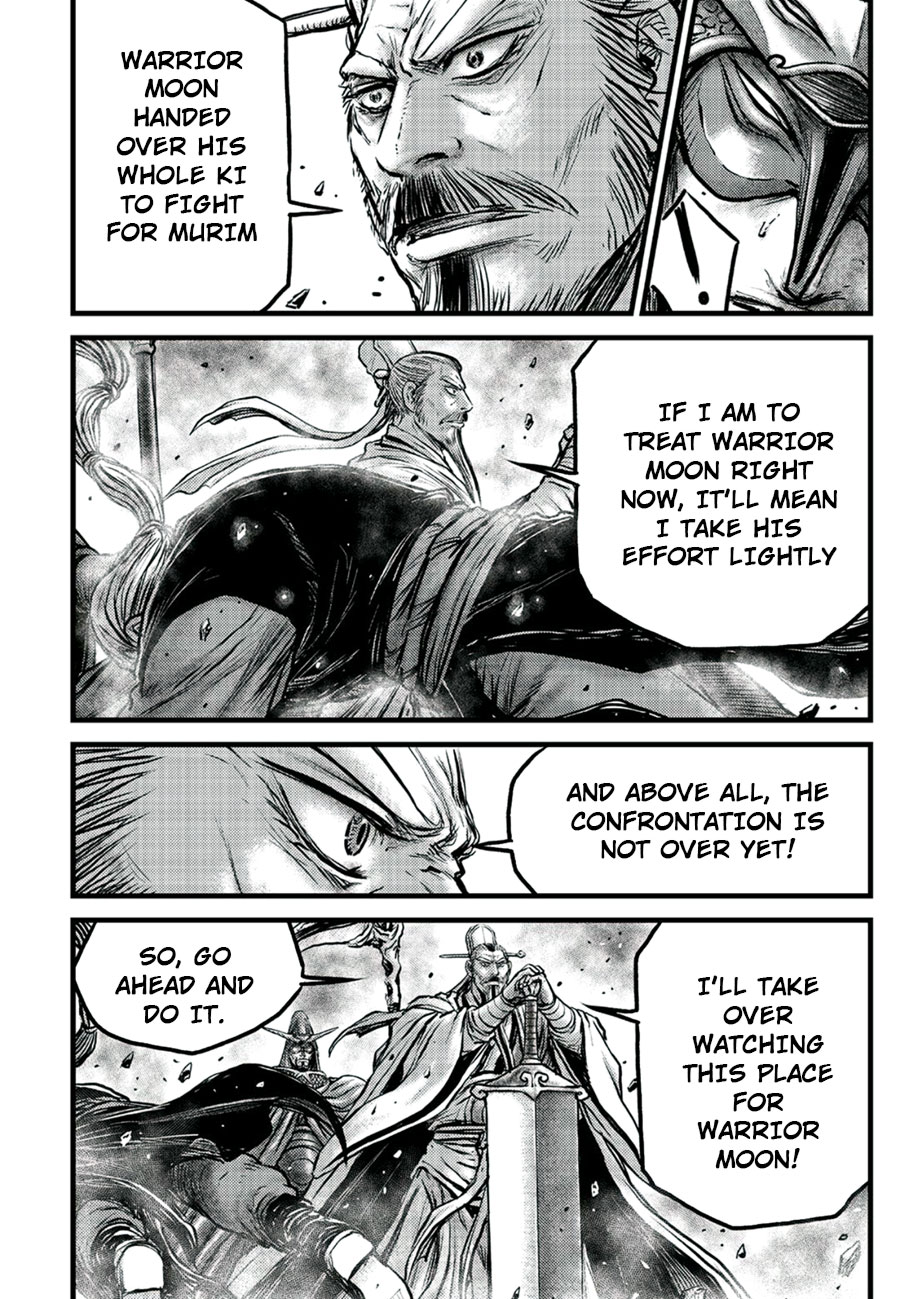 WARRIOR
MOON
HANDED
OVER HIS
WHOLE KI
TO FIGHT
FOR MURIM
!
IF I AM TO
TREAT WARRIOR
MOON RIGHT
NOW, IT'LL MEAN
I TAKE HIS
EFFORT LIGHTLY
AND ABOVE ALL, THE
CONFRONTATION IS
NOT OVER YET!
SO, GO
AHEAD AND
DO IT.
I'LL TAKE
OVER
WATCHING
THIS PLACE
FOR
WARRIOR
MOON!